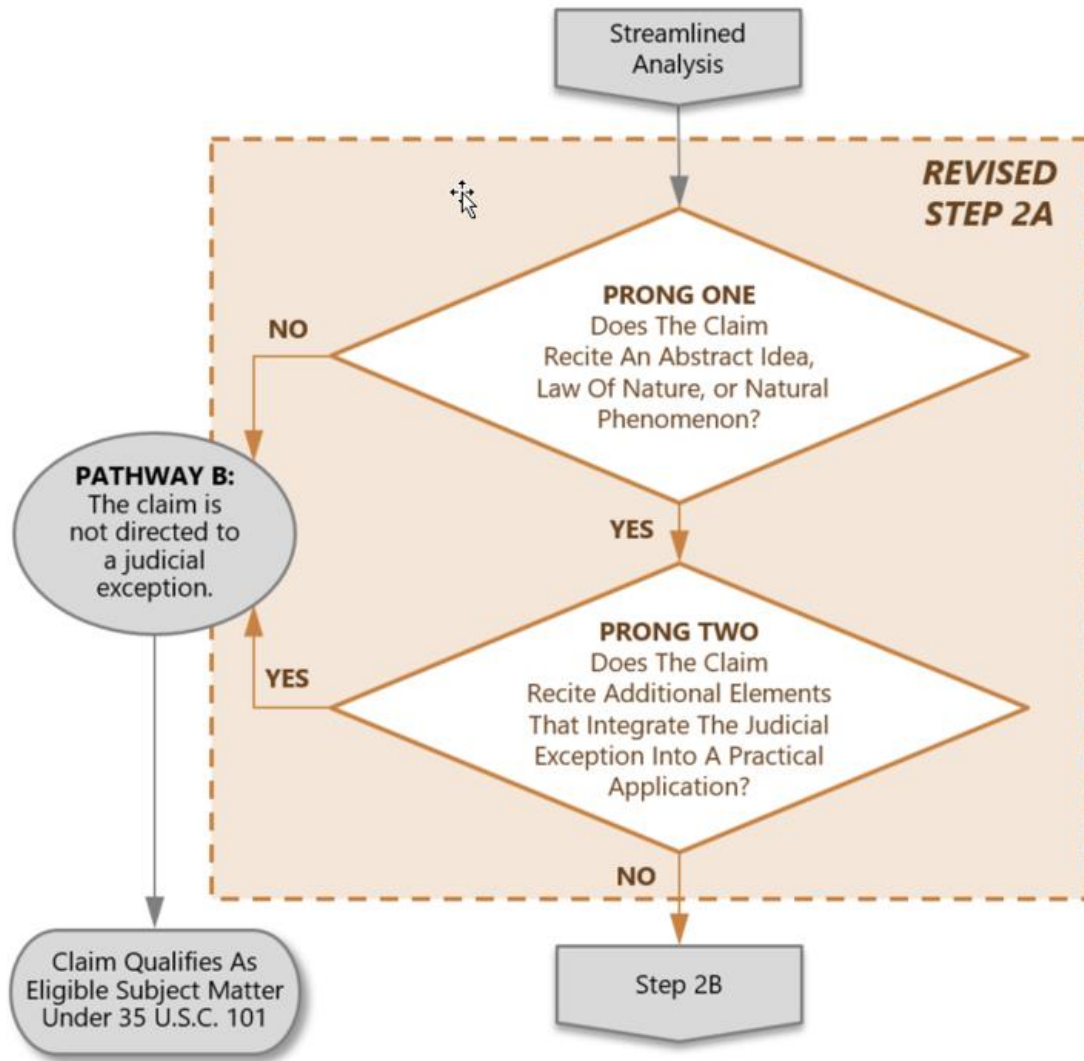 Streamlined
Analysis
REVISED
STEP 2A
PRONG ONE
Does The Claim
Recite An Abstract Idea,
Law Of Nature, or Natural
Phenomenon?
NO
PATHWAY B:
The claim is
not directed to
a judicial
exception.
YES
PRONG TWO
Does The Claim
Recite Additional Elements
That Integrate The Judicial
Exception Into A Practical
Application?
YES
NO
Claim Qualifies As
Eligible Subject Matter
Under 35 U.S.C. 101
Step 2B